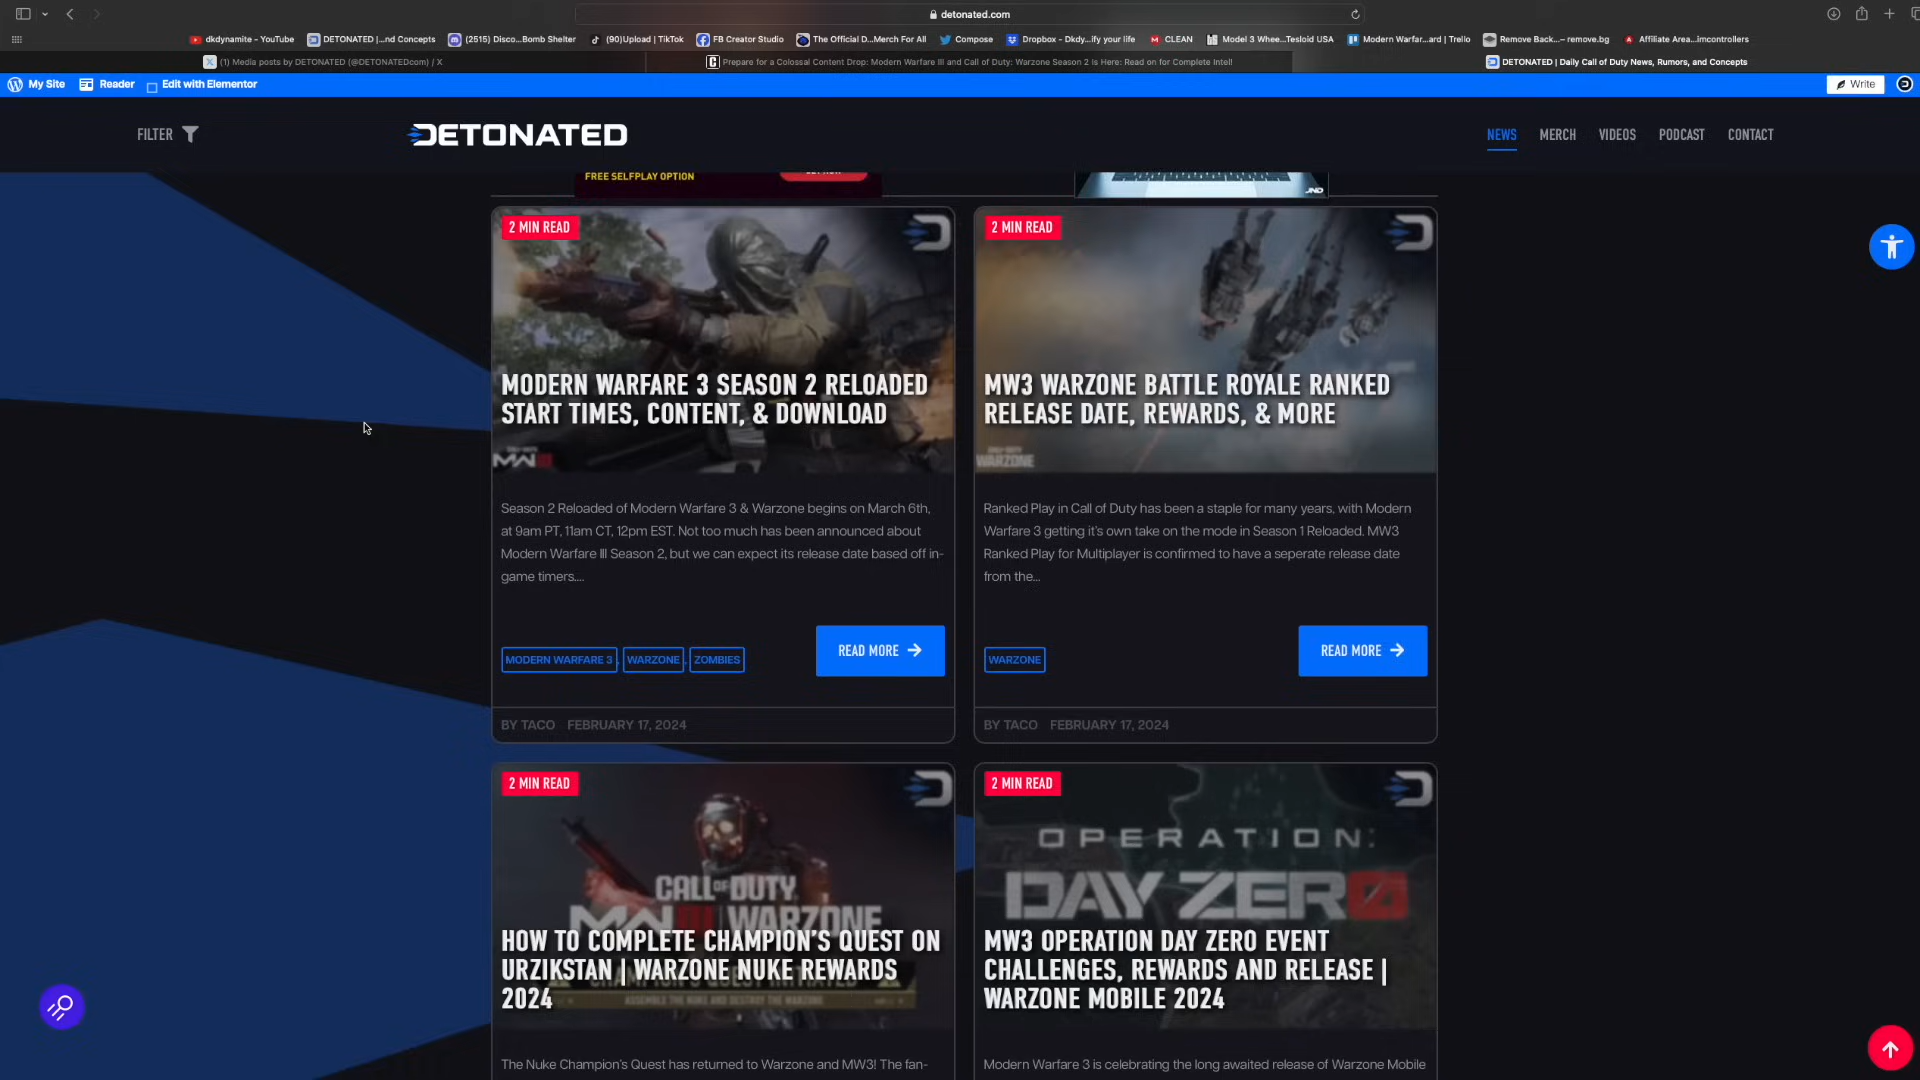 detonated.com
dkdynamite - YouTube
DETONATED |...nd Concepts
(2515) Disco...Bomb Shelter
(90)Upload | TikTok
FB Creator Studio
The Official D...Merch For All
Compose
Dropbox - Dkdy...ify your life
CLEAN
Model 3 Whee...Tesloid USA
Modern Warfar...ard | Trello
Remove Back...– remove.bg
Affiliate Area...imcontrollers
(1) Media posts by DETONATED (@DETONATEDcom) / X
Prepare for a Colossal Content Drop: Modern Warfare III and Call of Duty: Warzone Season 2 Is Here: Read on for Complete Intel!
DETONATED | Daily Call of Duty News, Rumors, and Concepts
My Site
Reader
Edit with Elementor
Write
FILTER
DETONATED
NEWS
MERCH
VIDEOS
PODCAST
CONTACT
FREE SELFPLAY OPTION
JND
2 MIN READ
MODERN WARFARE 3 SEASON 2 RELOADED
START TIMES, CONTENT, & DOWNLOAD
MW III
Season 2 Reloaded of Modern Warfare 3 & Warzone begins on March 6th,
at 9am PT, 11am CT, 12pm EST. Not too much has been announced about
Modern Warfare III Season 2, but we can expect its release date based off in-
game timers....
MODERN WARFARE 3, WARZONE, ZOMBIES
READ MORE
BY TACO FEBRUARY 17, 2024
2 MIN READ
MW3 WARZONE BATTLE ROYALE RANKED
RELEASE DATE, REWARDS, & MORE
WARZONE
Ranked Play in Call of Duty has been a staple for many years, with Modern
Warfare 3 getting it's own take on the mode in Season 1 Reloaded. MW3
Ranked Play for Multiplayer is confirmed to have a seperate release date
from the...
WARZONE
READ MORE
BY TACO FEBRUARY 17, 2024
2 MIN READ
CALL OF DUTY
MW III | WARZONE
HOW TO COMPLETE CHAMPION'S QUEST ON
URZIKSTAN | WARZONE NUKE REWARDS
2024
ASSEMBLE THE NUKE AND DESTROY THE WARZONE
The Nuke Champion's Quest has returned to Warzone and MW3! The fan-
2 MIN READ
OPERATION:
DAY ZERO
MW3 OPERATION DAY ZERO EVENT
CHALLENGES, REWARDS AND RELEASE |
WARZONE MOBILE 2024
Modern Warfare 3 is celebrating the long awaited release of Warzone Mobile